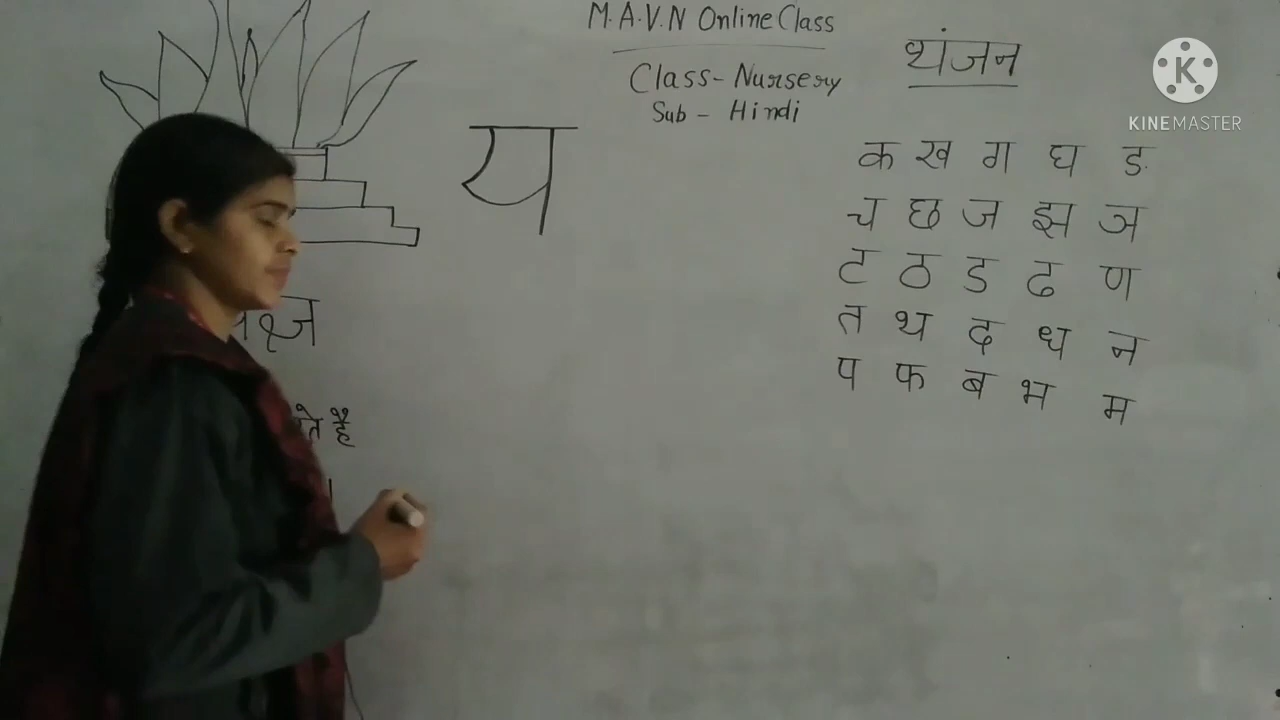 M.A.V.N Online Class
Class-Nursery
Sub - Hindi
व्यंजन
K
KINEMASTER
य
क ख ग घ ङ
च छ ज झ ञ
ट ठ ड ढ ण
त थ द ध न
प फ ब भ म
ते है